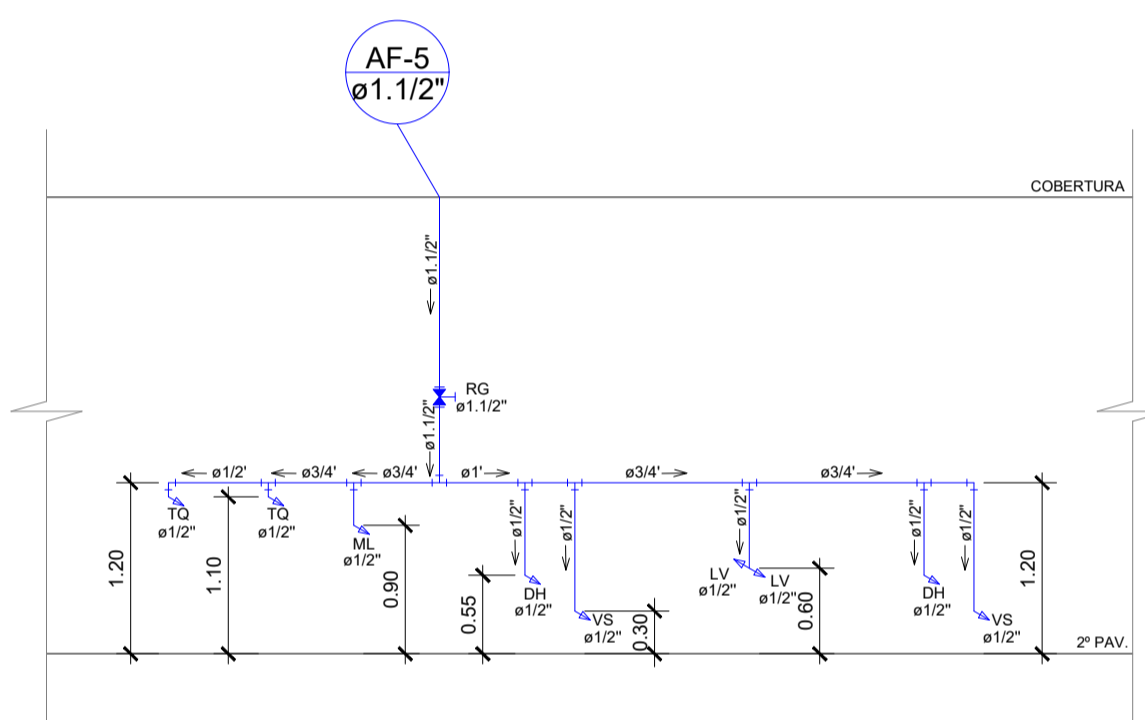 AF-5
ø1.1/2"
COBERTURA
ø1.1/2"
RG
ø1.1/2"
ø1.1/2"
ø1/2'
ø3/4'
ø3/4'
ø1'
ø3/4'
ø3/4'
TQ
ø1/2"
TQ
ø1/2"
ML
ø1/2"
ø1/2"
ø1/2"
ø1/2"
ø1/2"
ø1/2"
DH
ø1/2"
VS
ø1/2"
LV
ø1/2"
LV
ø1/2"
DH
ø1/2"
VS
ø1/2"
1.20
1.10
0.90
0.55
0.30
0.60
1.20
2º PAV.